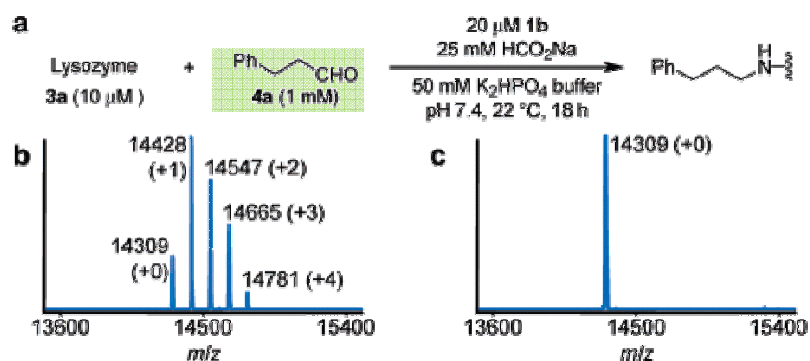 a
20 μM 1b
25 mM HCO₂Na
50 mM K₂HPO₄ buffer
pH 7.4, 22 °C, 18 h
Lysozyme
3a (10 μM )
+
Ph
CHO
4a (1 mM)
Ph
H
N
b
14428
(+1)
14547 (+2)
14665 (+3)
14309
(+0)
14781 (+4)
13600 14500 15400
m/z
c
14309 (+0)
13600 14500 15400
m/z